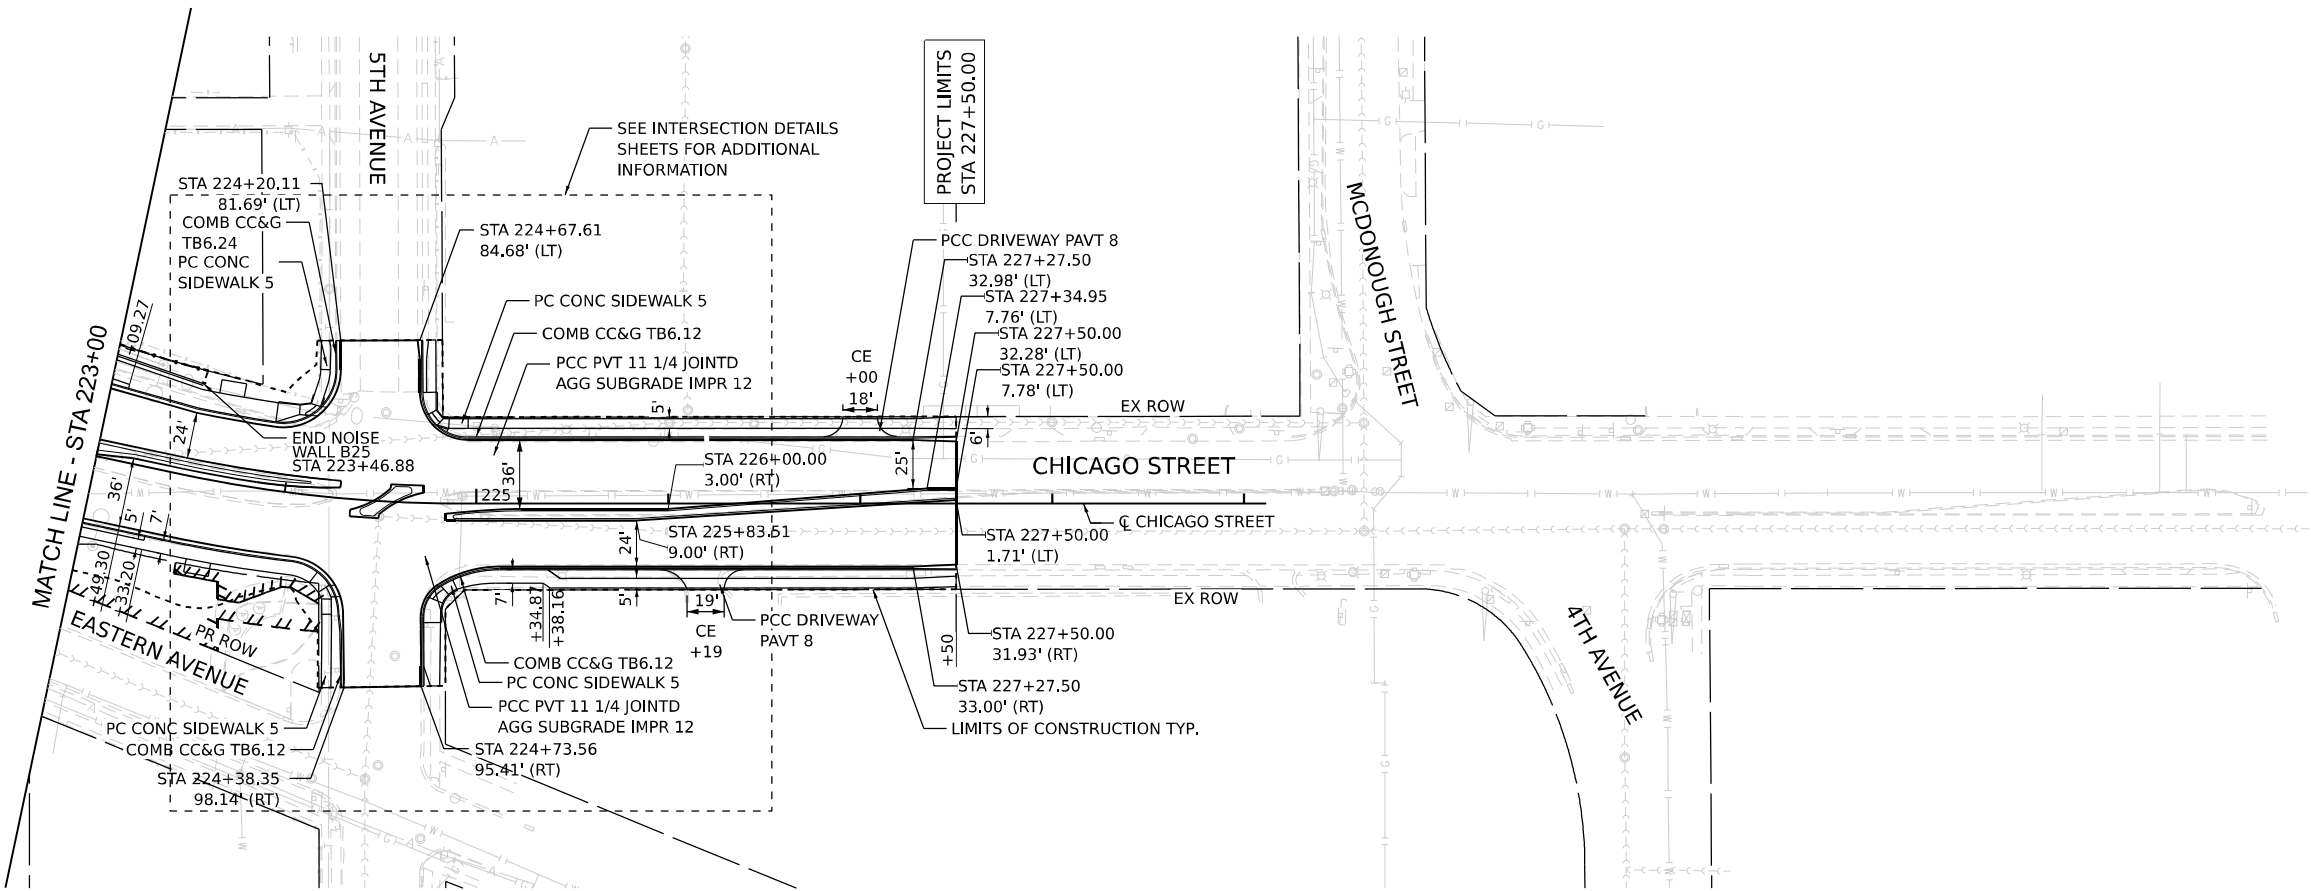 5TH AVENUE
SEE INTERSECTION DETAILS
SHEETS FOR ADDITIONAL
INFORMATION
PROJECT LIMITS
STA 227+50.00
MCDONOUGH STREET
STA 224+20.11
81.69' (LT)
COMB CC&G
TB6.24
PC CONC
SIDEWALK 5
STA 224+67.61
84.68' (LT)
PC CONC SIDEWALK 5
COMB CC&G TB6.12
PCC PVT 11 1/4 JOINTD
AGG SUBGRADE IMPR 12
PCC DRIVEWAY PAVT 8
STA 227+27.50
32.98' (LT)
STA 227+34.95
7.76' (LT)
STA 227+50.00
32.28' (LT)
STA 227+50.00
7.78' (LT)
CE
+00
18'
5'
6'
EX ROW
+09.27
MATCH LINE - STA 223+00
24'
END NOISE
WALL B25
STA 223+46.88
36'
5'
7'
+49.30
+33.20
36'
225
STA 226+00.00
3.00' (RT)
25'
CHICAGO STREET
℄ CHICAGO STREET
STA 225+83.51
9.00' (RT)
24'
STA 227+50.00
1.71' (LT)
7'
+34.87
+38.16
5'
19'
CE
+19
PCC DRIVEWAY
PAVT 8
+50
EX ROW
STA 227+50.00
31.93' (RT)
STA 227+27.50
33.00' (RT)
LIMITS OF CONSTRUCTION TYP.
4TH AVENUE
PR ROW
EASTERN AVENUE
COMB CC&G TB6.12
PC CONC SIDEWALK 5
PCC PVT 11 1/4 JOINTD
AGG SUBGRADE IMPR 12
STA 224+73.56
95.41' (RT)
PC CONC SIDEWALK 5
COMB CC&G TB6.12
STA 224+38.35
98.14' (RT)